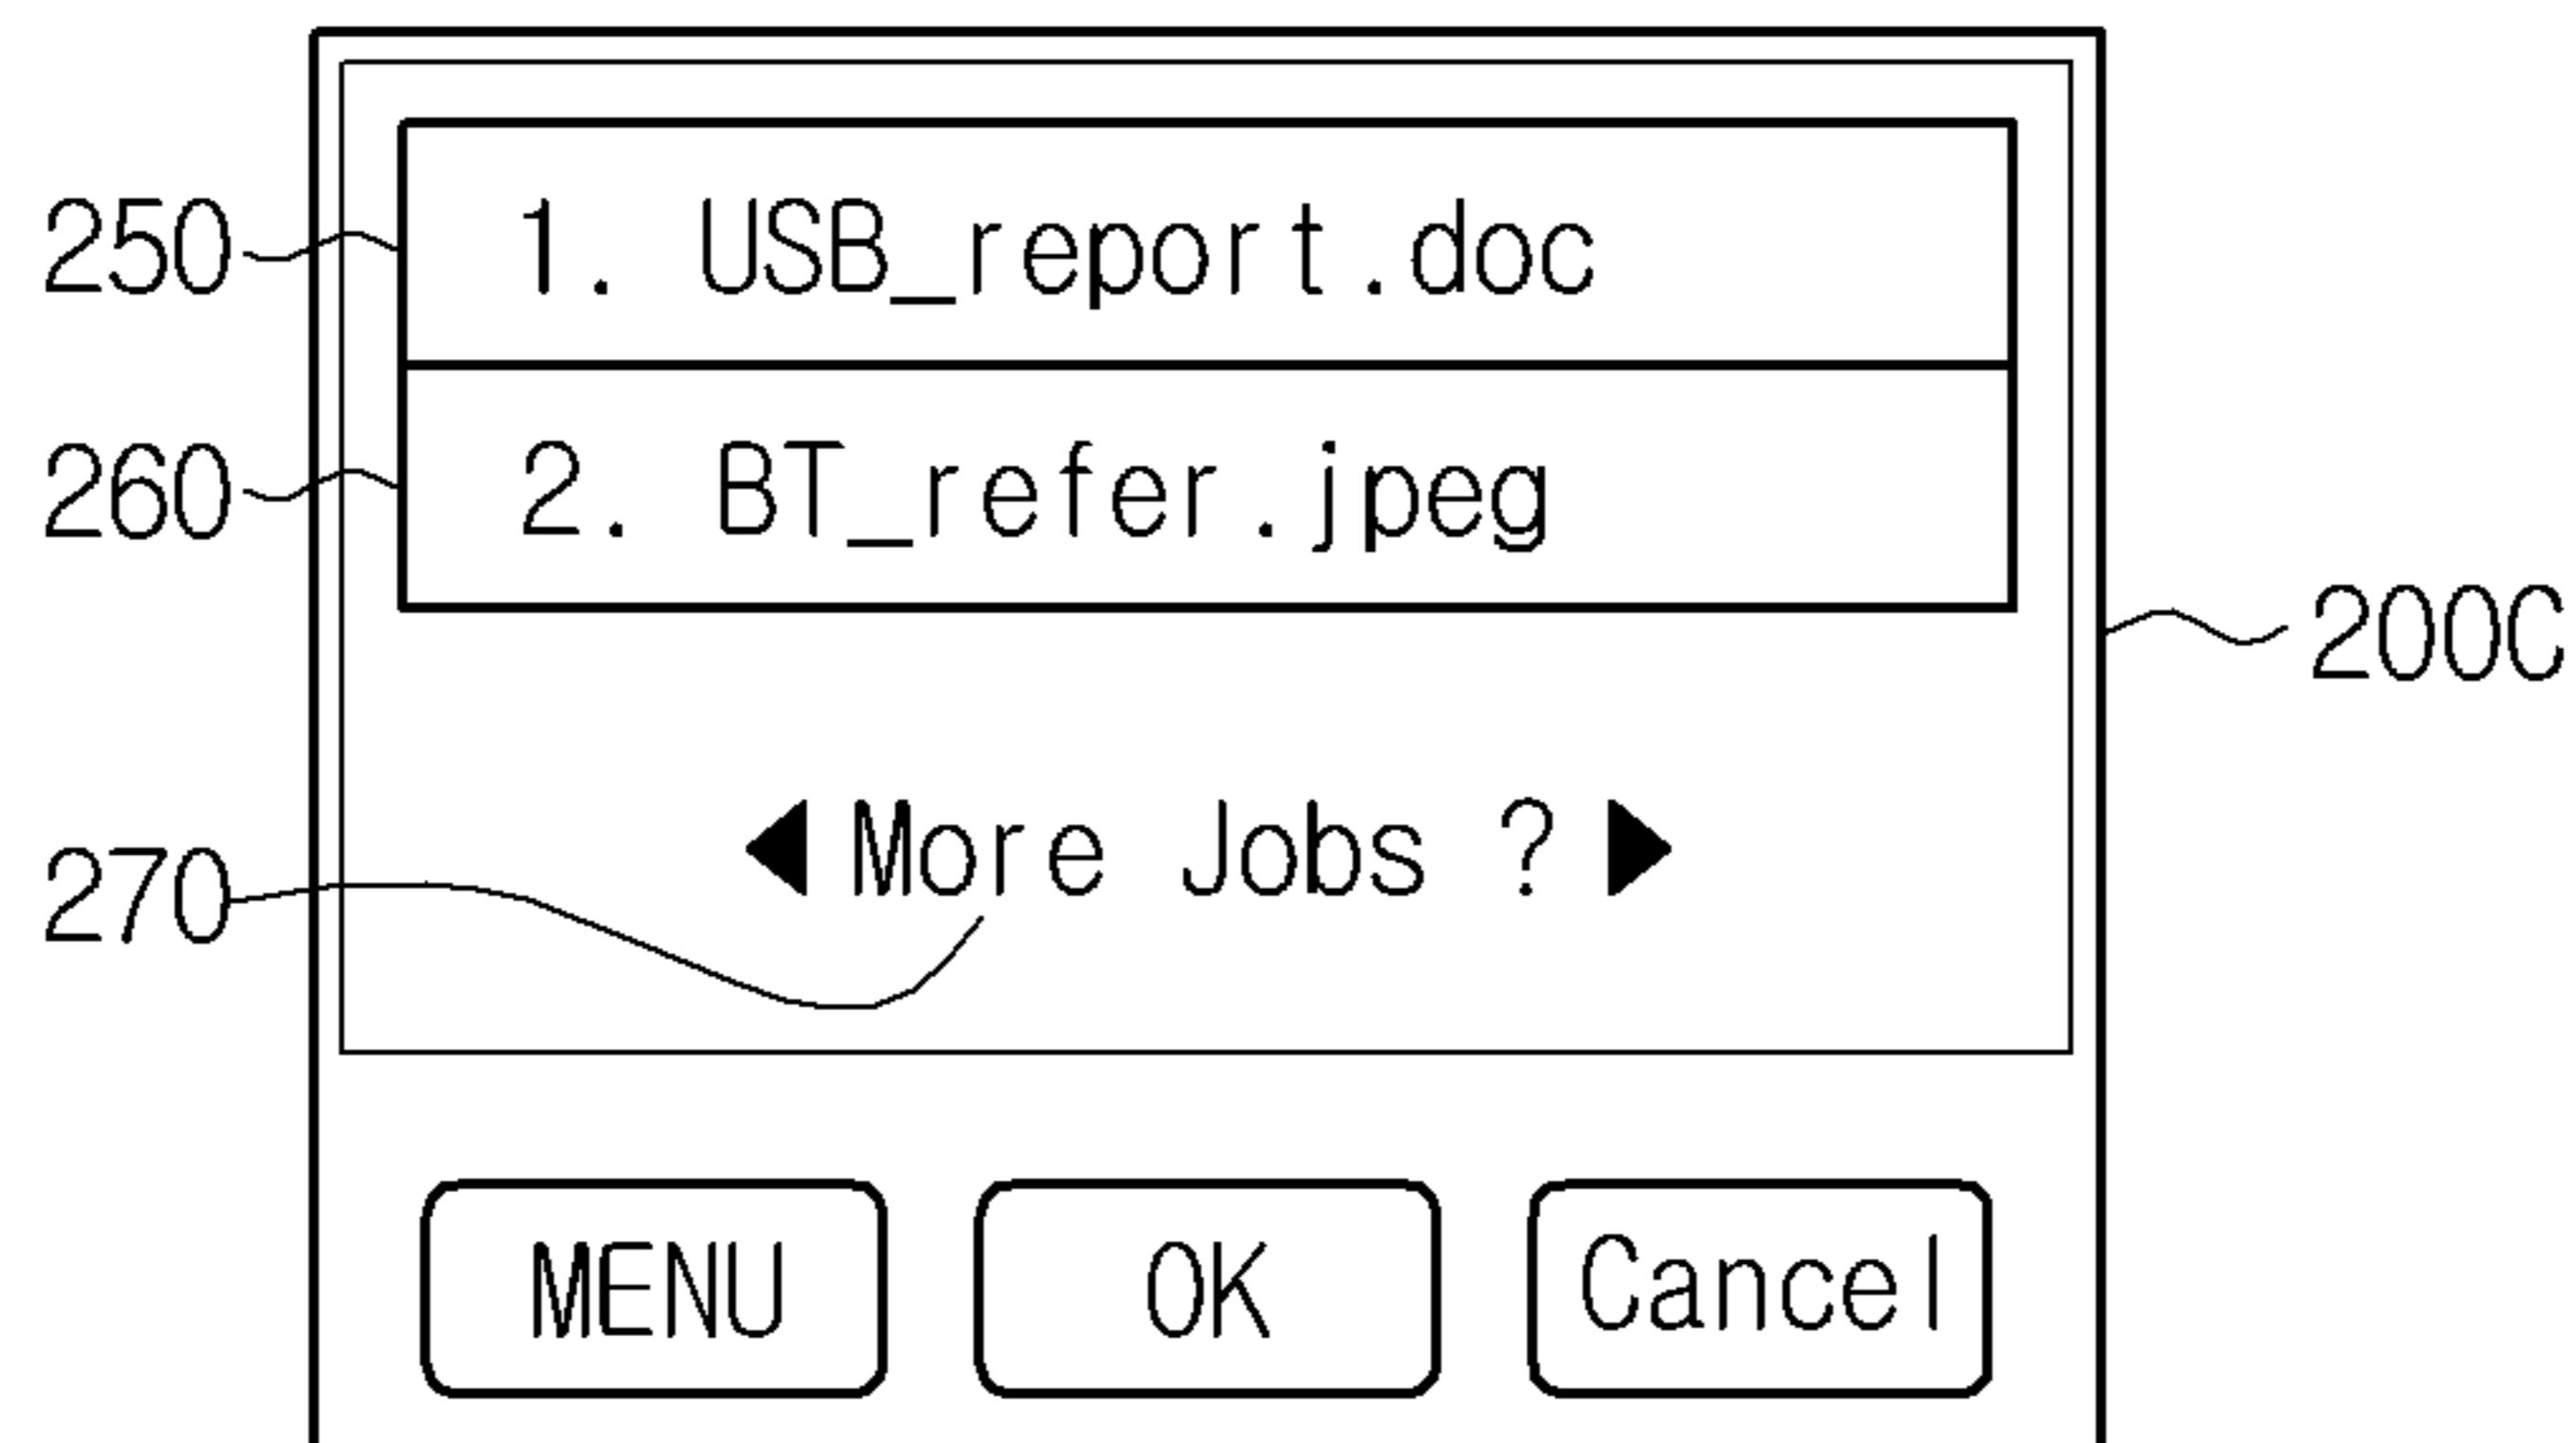 250
1. USB_report.doc
260
2. BT_refer.jpeg
200C
270
◀ More Jobs ? ▶
MENU
OK
Cancel